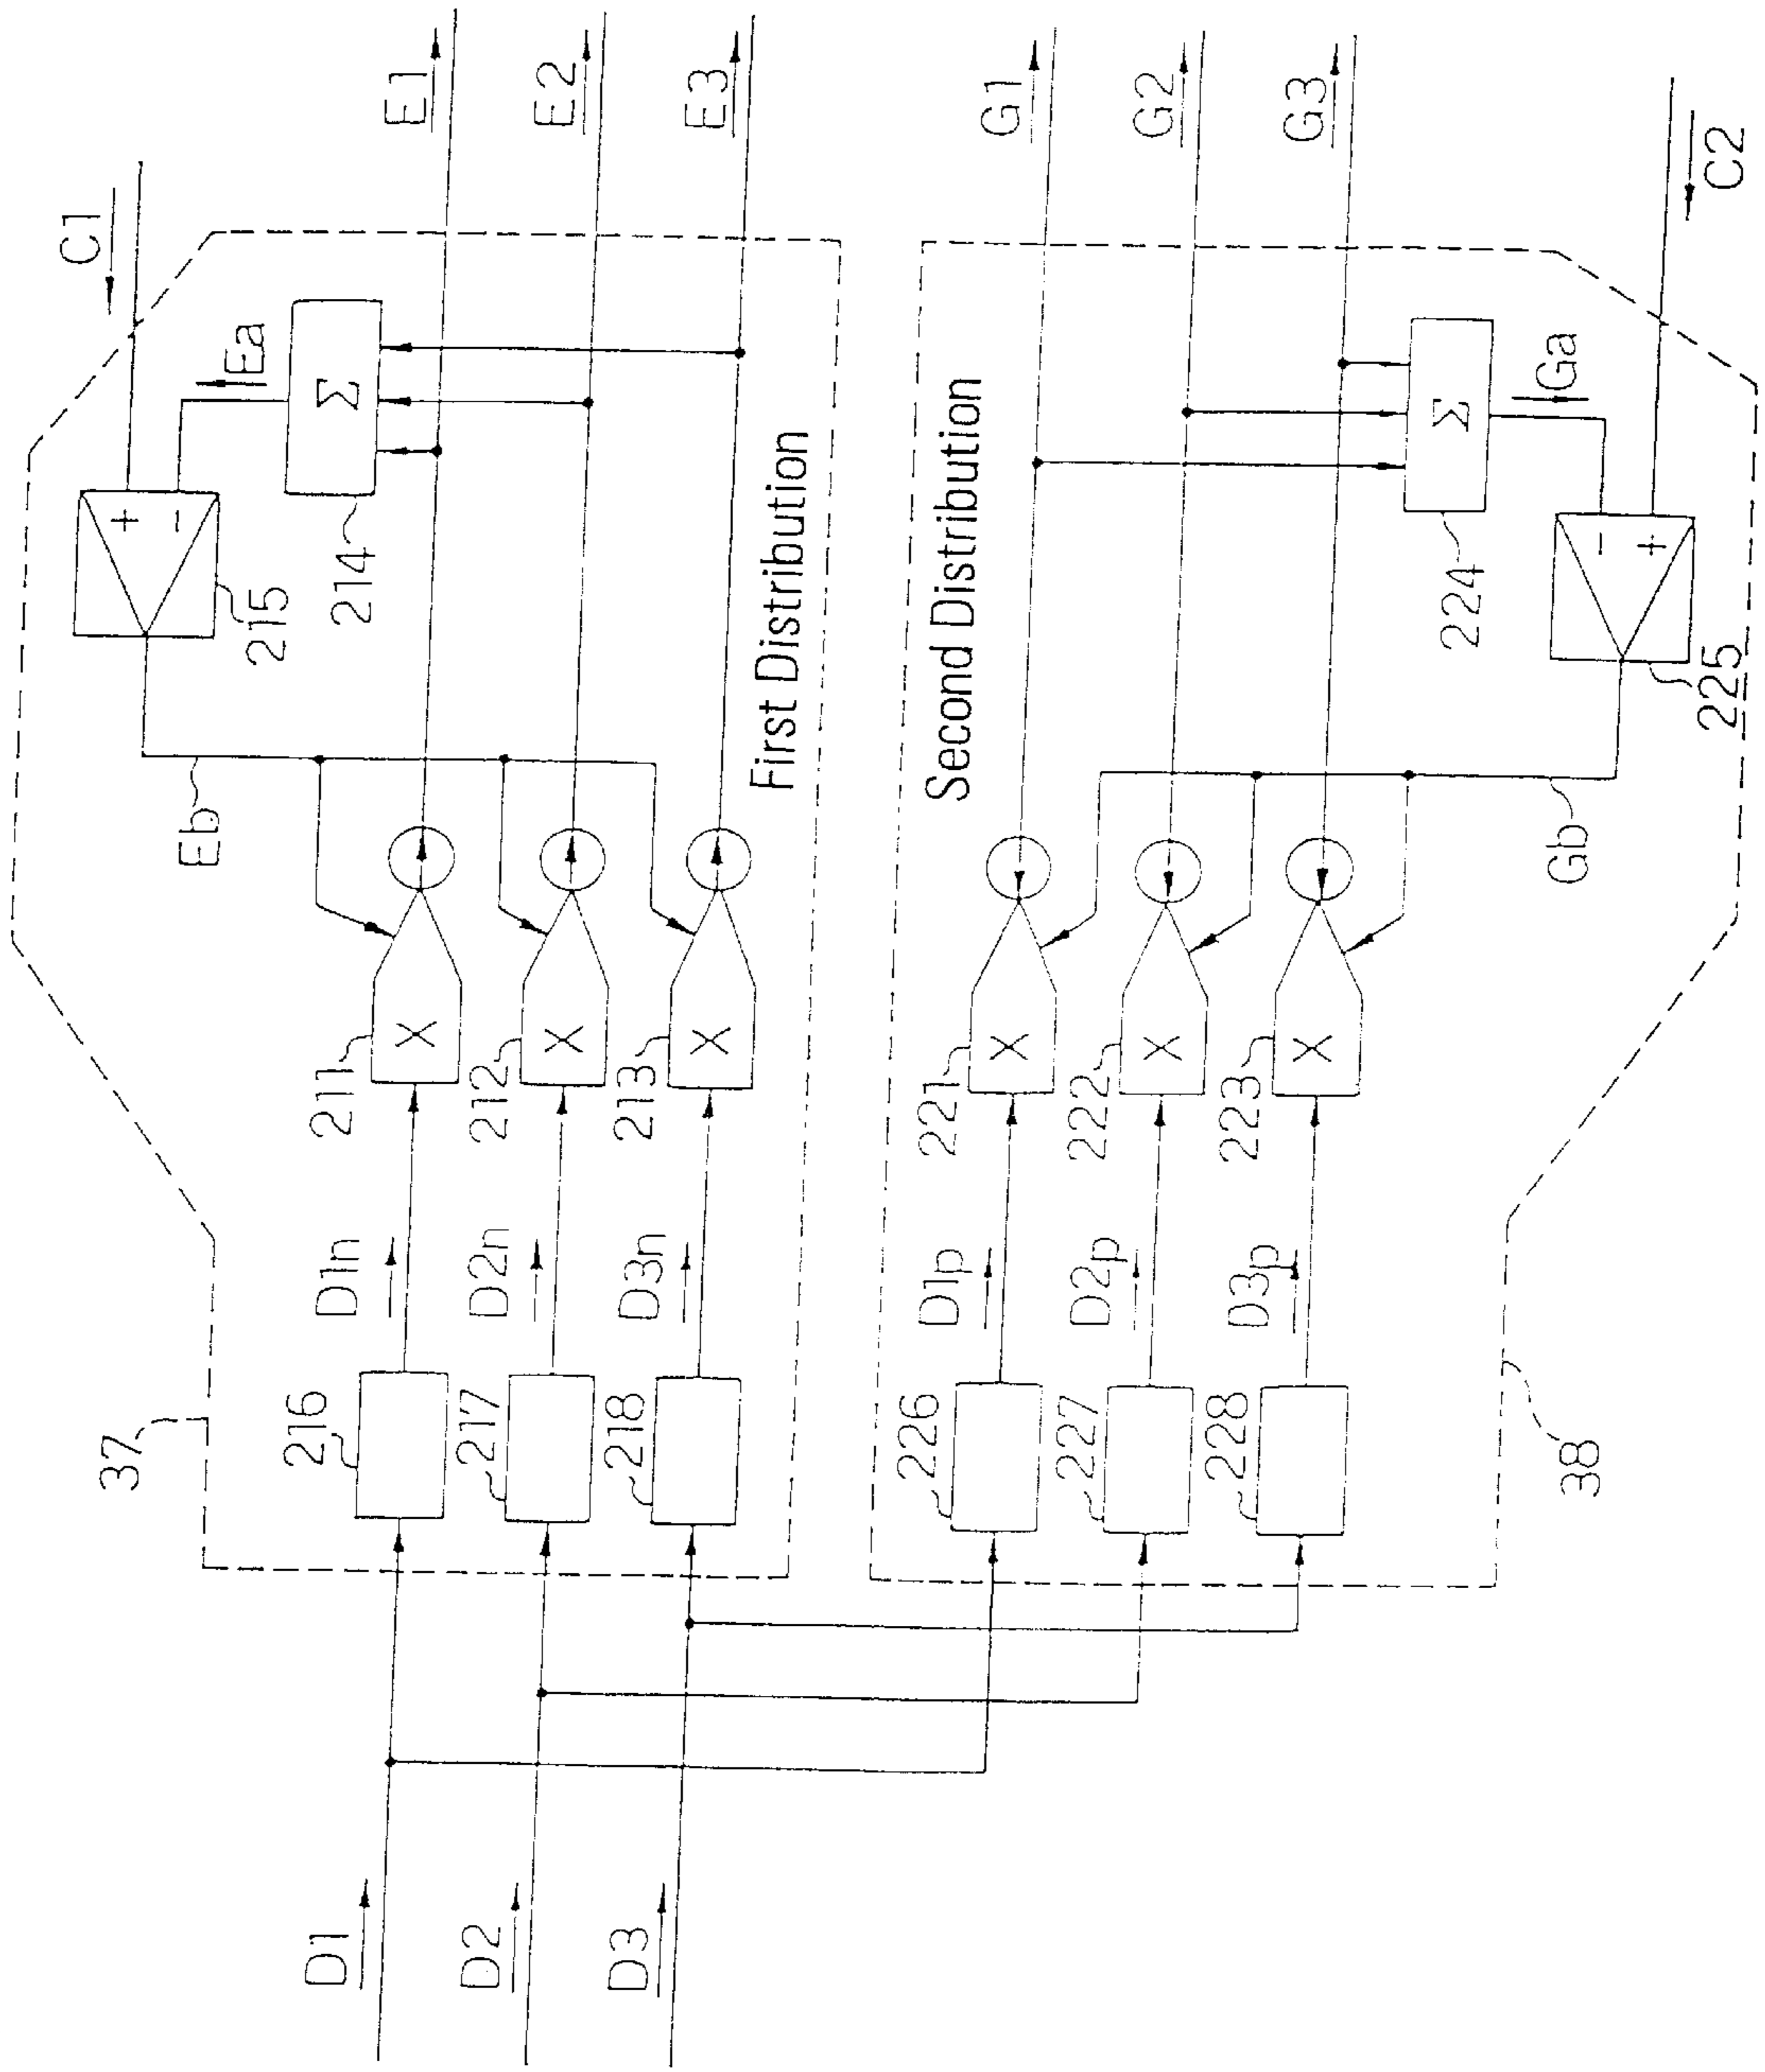 C1
E1
E2
E3
Ea
+
-
Σ
215
214
Eb
First Distribution
211
X
212
X
213
X
D1n
D2n
D3n
37
216
217
218
D1
D2
D3
G1
G2
G3
C2
Second Distribution
Σ
Ga
224
-
+
225
Gb
221
X
222
X
223
X
D1p
D2p
D3p
226
227
228
38